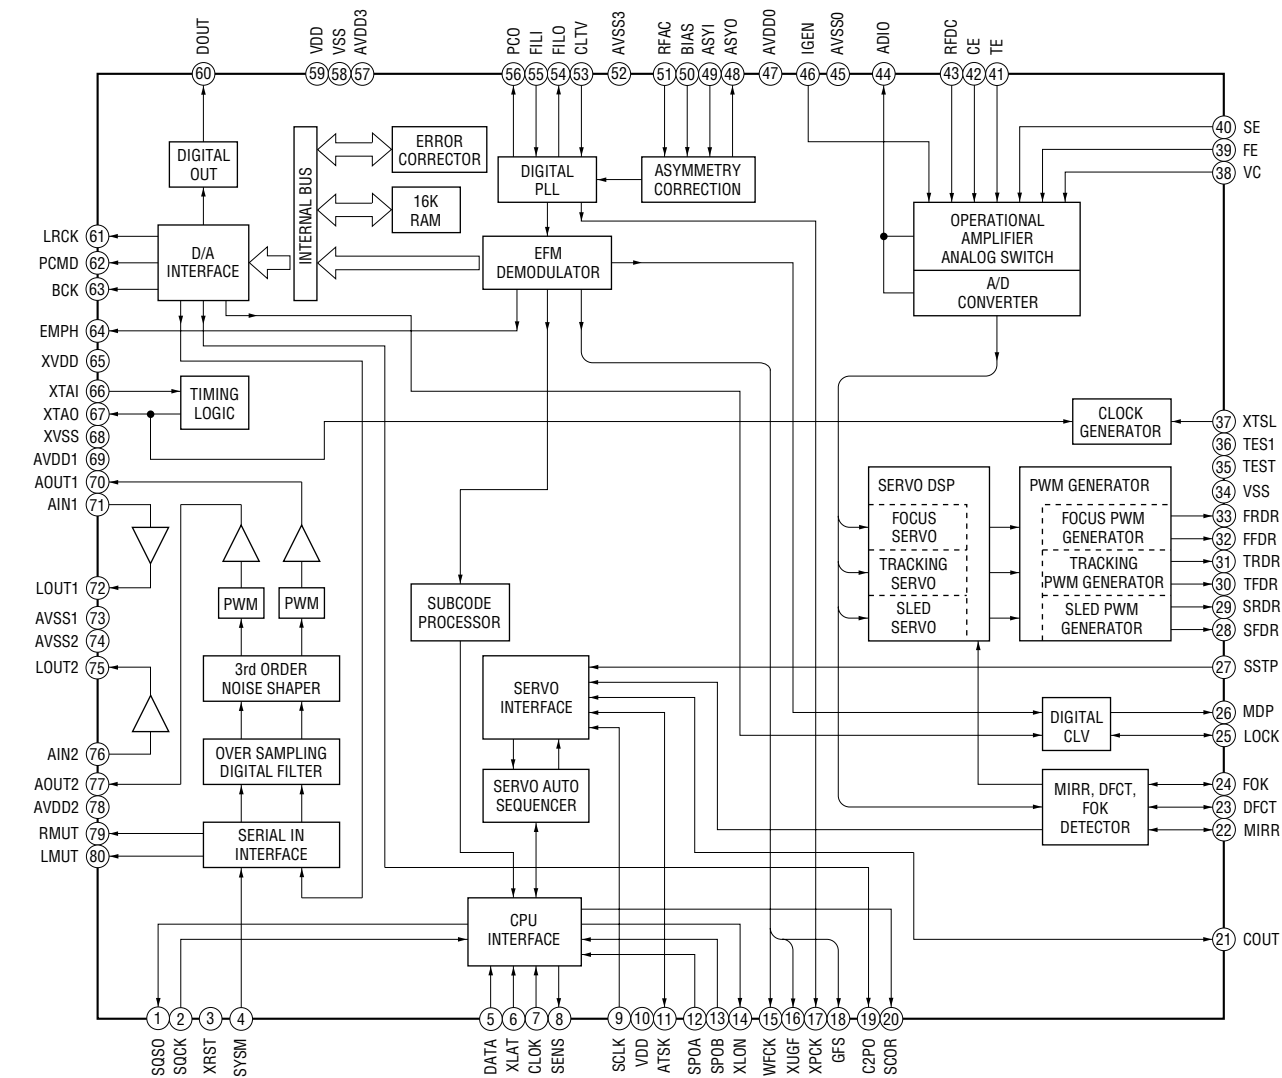 DOUT
VDD
VSS
AVDD3
PCO
FILI
FILO
CLTV
AVSS3
RFAC
BIAS
ASYI
ASYO
AVDD0
IGEN
AVSS0
ADIO
RFDC
CE
TE
60
59
58
57
56
55
54
53
52
51
50
49
48
47
46
45
44
43
42
41
40 SE
39 FE
38 VC
DIGITAL
OUT
INTERNAL BUS
ERROR
CORRECTOR
16K
RAM
DIGITAL
PLL
ASYMMETRY
CORRECTION
OPERATIONAL
AMPLIFIER
ANALOG SWITCH
A/D
CONVERTER
LRCK 61
PCMD 62
BCK 63
D/A
INTERFACE
EFM
DEMODULATOR
EMPH 64
XVDD 65
XTAI 66
XTAO 67
XVSS 68
AVDD1 69
AOUT1 70
AIN1 71
TIMING
LOGIC
CLOCK
GENERATOR
37 XTSL
36 TES1
35 TEST
34 VSS
33 FRDR
32 FFDR
31 TRDR
30 TFDR
29 SRDR
28 SFDR
SERVO DSP
FOCUS
SERVO
TRACKING
SERVO
SLED
SERVO
PWM GENERATOR
FOCUS PWM
GENERATOR
TRACKING
PWM GENERATOR
SLED PWM
GENERATOR
LOUT1 72
AVSS1 73
AVSS2 74
LOUT2 75
PWM
PWM
SUBCODE
PROCESSOR
3rd ORDER
NOISE SHAPER
SERVO
INTERFACE
27 SSTP
26 MDP
25 LOCK
DIGITAL
CLV
AIN2 76
AOUT2 77
AVDD2 78
RMUT 79
LMUT 80
OVER SAMPLING
DIGITAL FILTER
SERVO AUTO
SEQUENCER
MIRR, DFCT,
FOK
DETECTOR
24 FOK
23 DFCT
22 MIRR
SERIAL IN
INTERFACE
CPU
INTERFACE
21 COUT
1
2
3
4
5
6
7
8
9
10
11
12
13
14
15
16
17
18
19
20
SQSO
SQCK
XRST
SYSM
DATA
XLAT
CLOK
SENS
SCLK
VDD
ATSK
SPOA
SPOB
XLON
WFCK
XUGF
XPCK
GFS
C2PO
SCOR